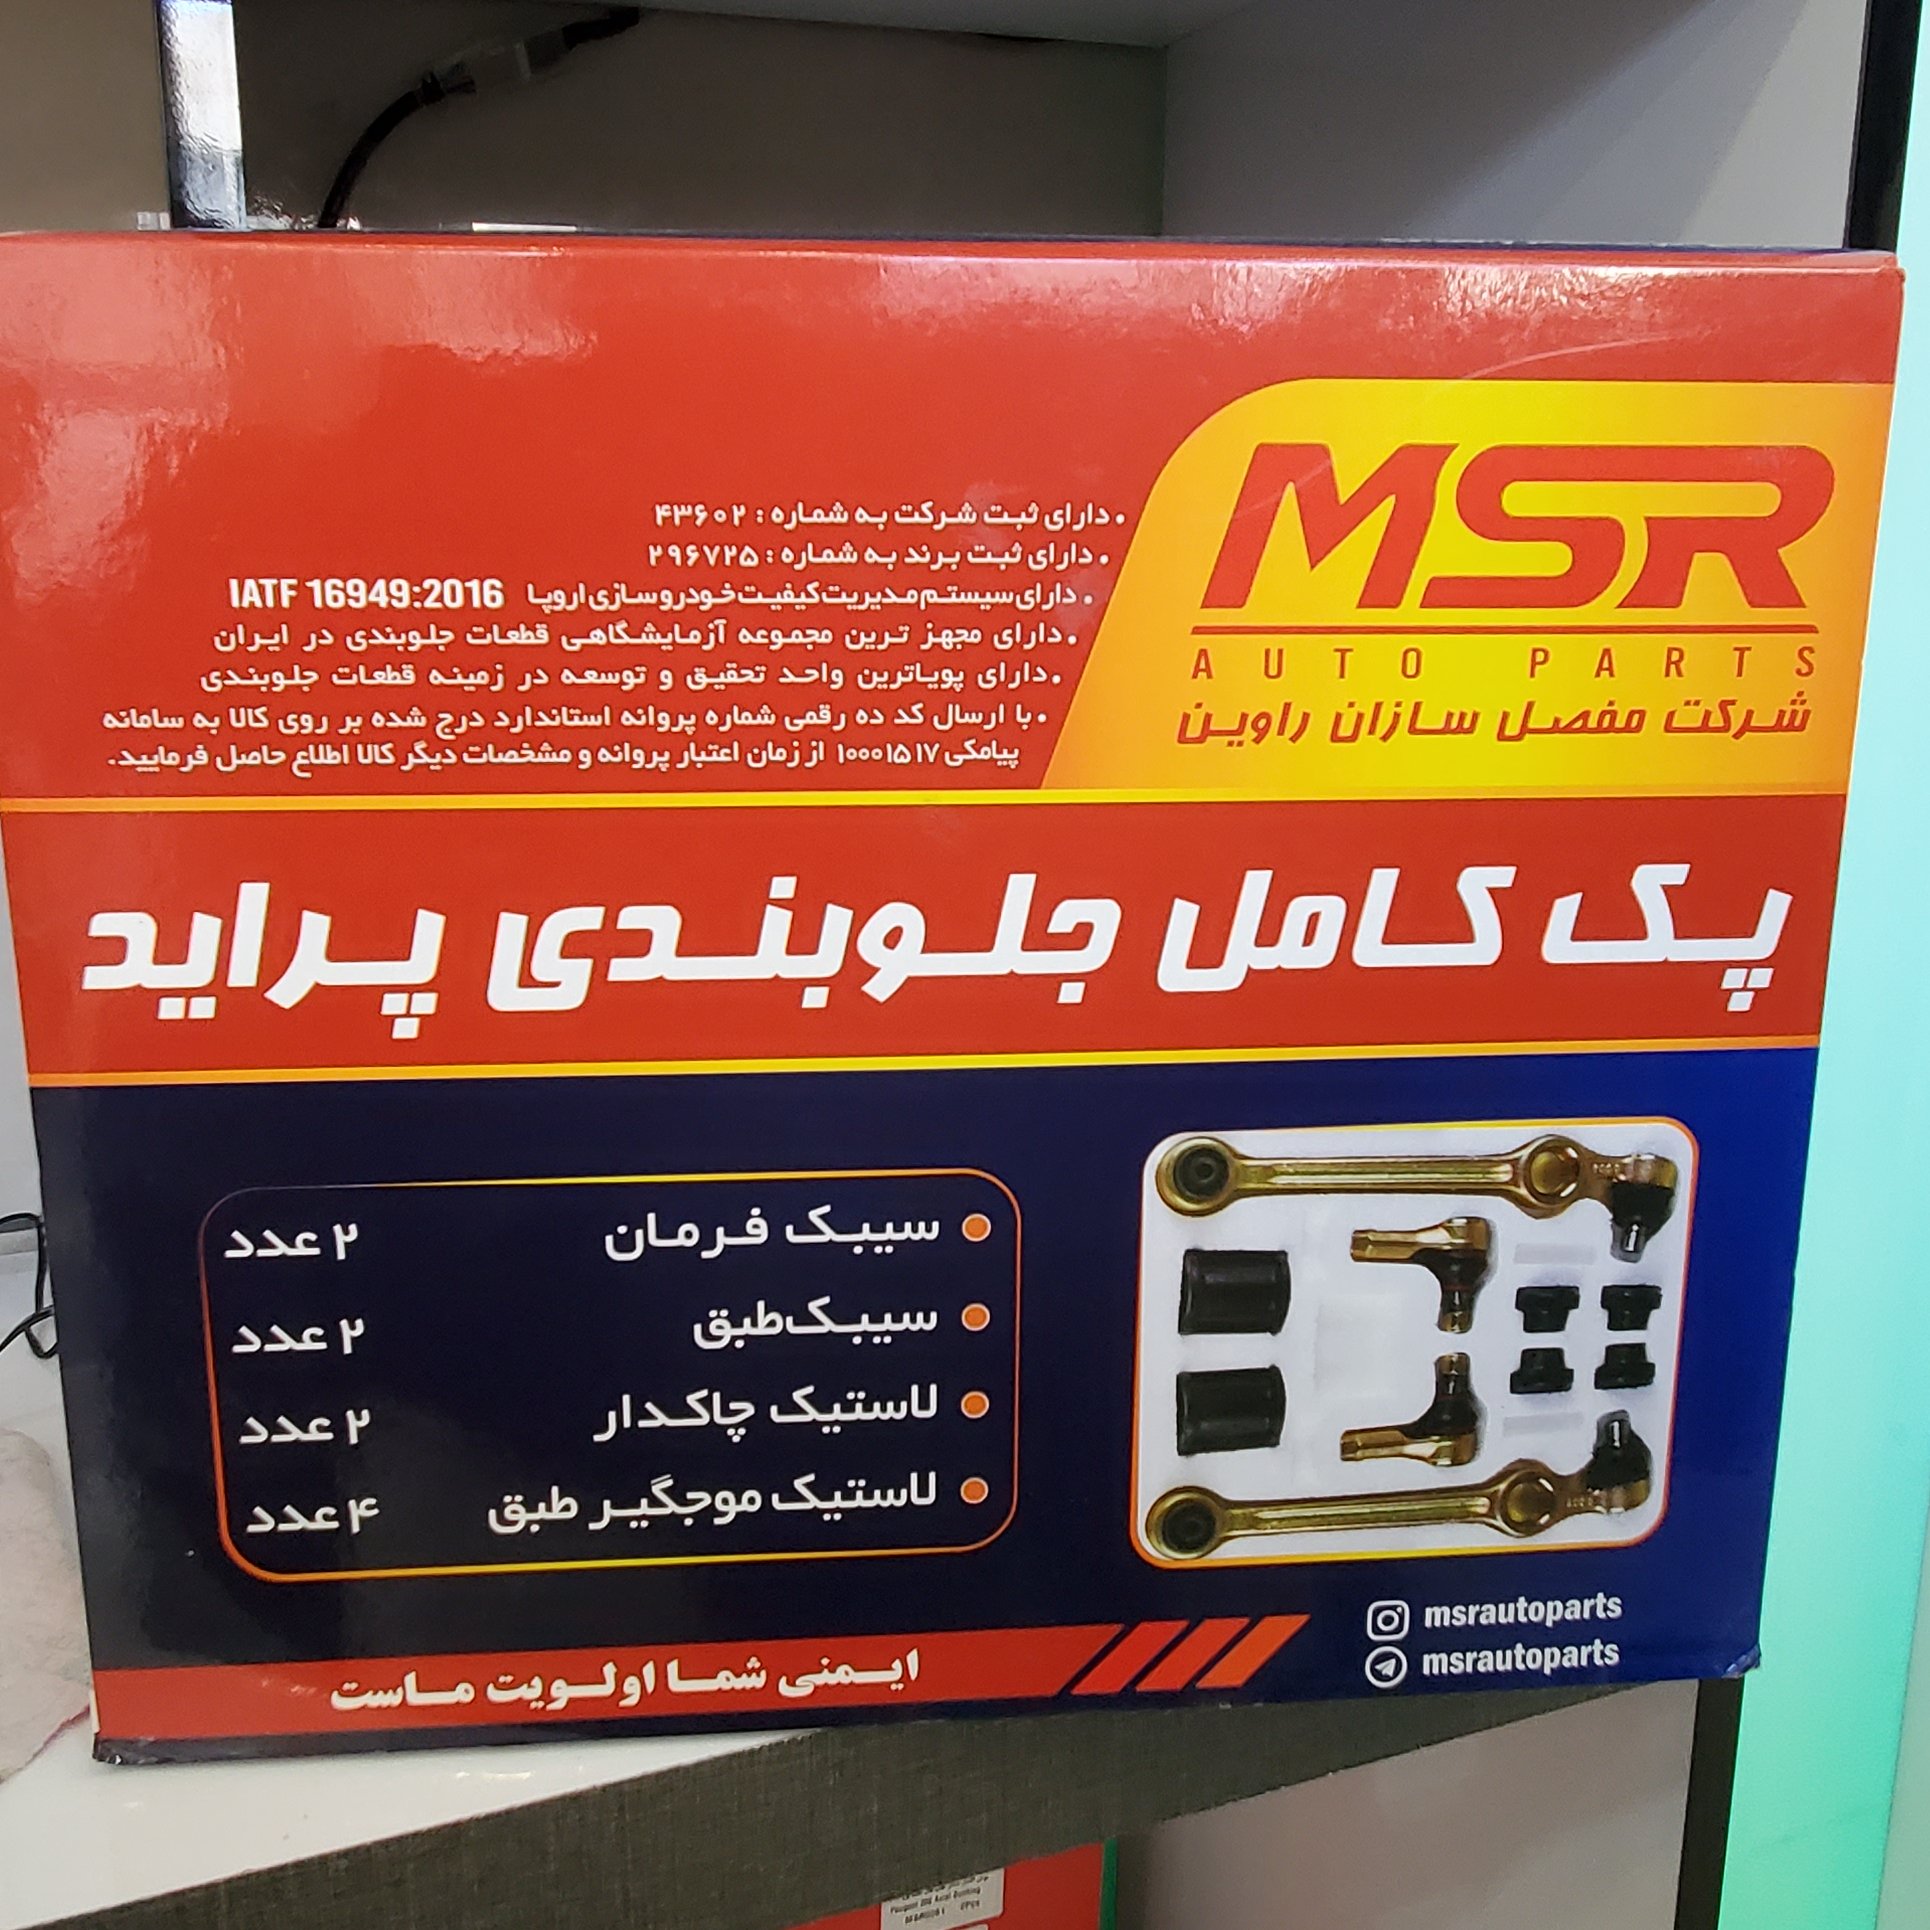 MSR
AUTO PARTS
شرکت مفصل سازان راوین
• دارای ثبت شرکت به شماره : ۴۳۶۰۲
• دارای ثبت برند به شماره : ۲۹۶۷۲۵
• دارای سیستم مدیریت کیفیت خودروسازی اروپا IATF 16949:2016
• دارای مجهز ترین مجموعه آزمایشگاهی قطعات جلوبندی در ایران
• دارای پویاترین واحد تحقیق و توسعه در زمینه قطعات جلوبندی
• با ارسال کد ده رقمی شماره پروانه استاندارد درج شده بر روی کالا به سامانه
پیامکی ۱۰۰۰۱۵۱۷ از زمان اعتبار پروانه و مشخصات دیگر کالا اطلاع حاصل فرمایید.
پک کامل جلوبندی پراید
سیبک فرمان ۲ عدد
سیبک طبق ۲ عدد
لاستیک چاکدار ۲ عدد
لاستیک موجگیر طبق ۴ عدد
msrautoparts
msrautoparts
ایمنی شما اولویت ماست